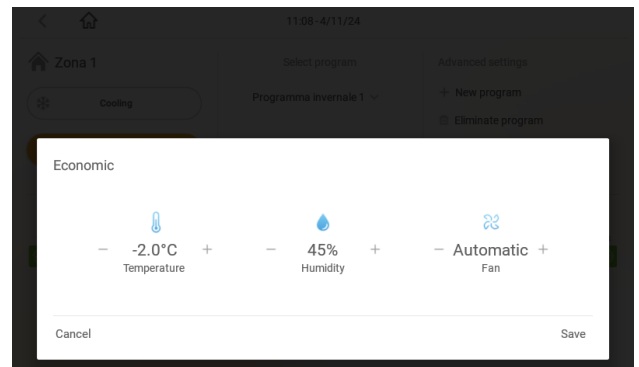 11:08 - 4/11/24
Zona 1
Select program
Advanced settings
Cooling
Programma invernale 1
+ New program
Eliminate program
Economic
− -2.0°C +
− 45% +
− Automatic +
Temperature
Humidity
Fan
Cancel
Save